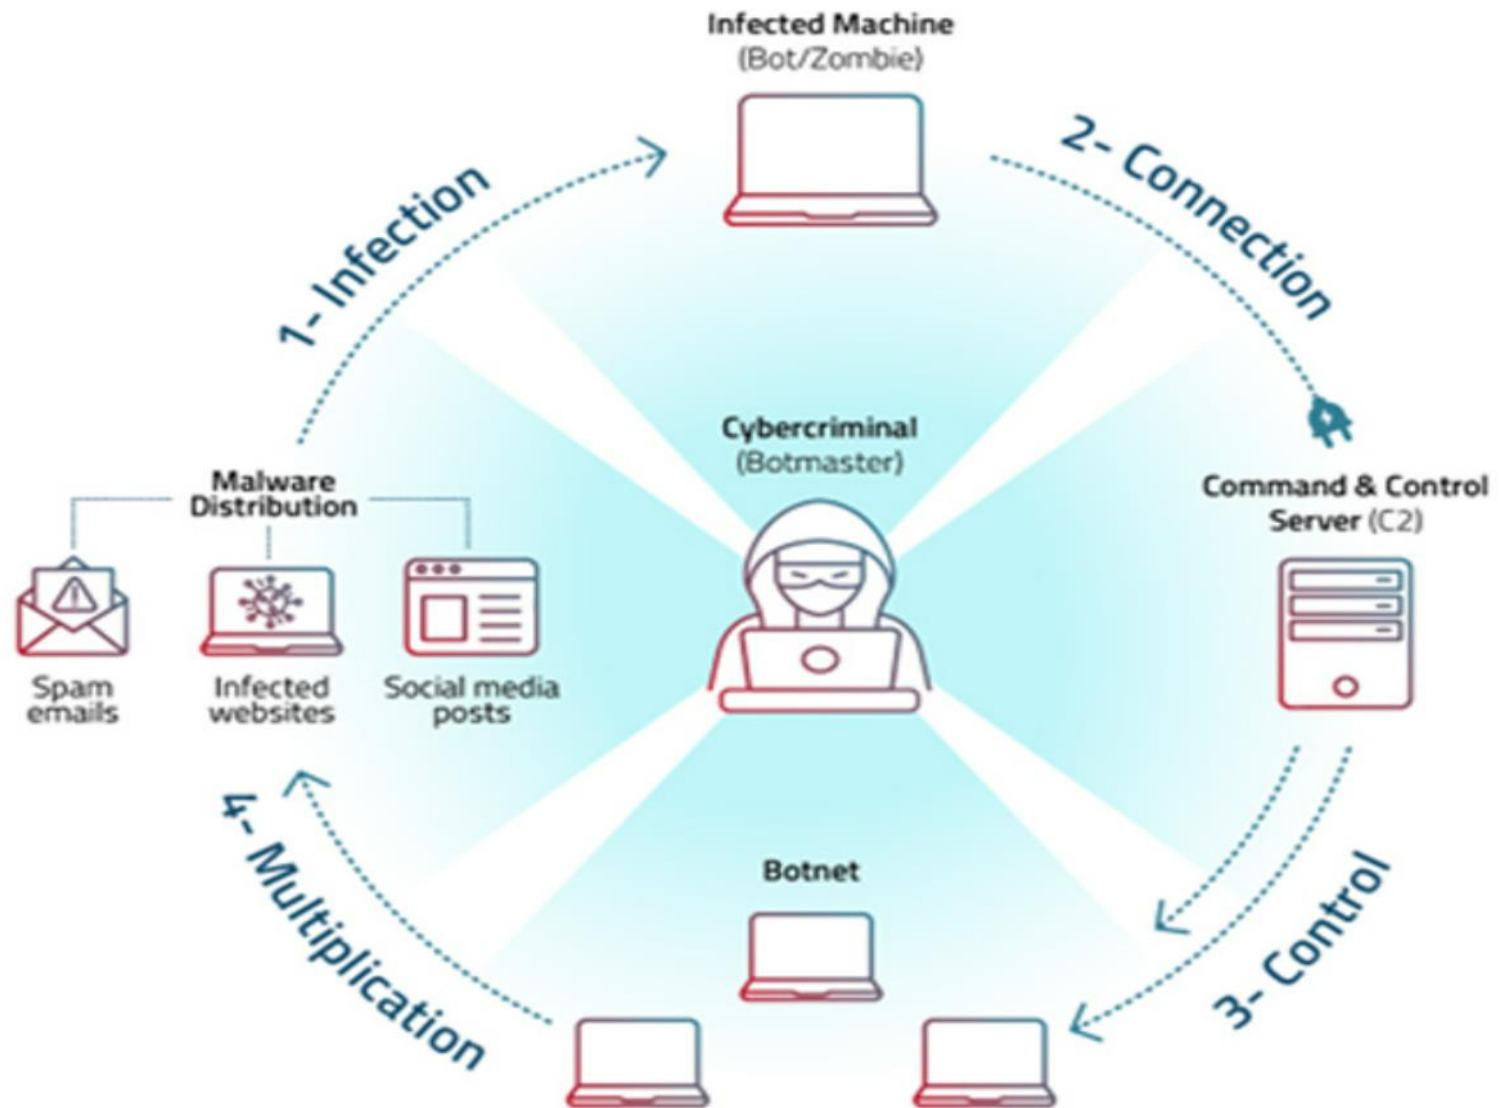 Infected Machine
(Bot/Zombie)
1- Infection
2- Connection
Cybercriminal
(Botmaster)
Malware
Distribution
Command & Control
Server (C2)
Spam
emails
Infected
websites
Social media
posts
Botnet
3- Control
4- Multiplication